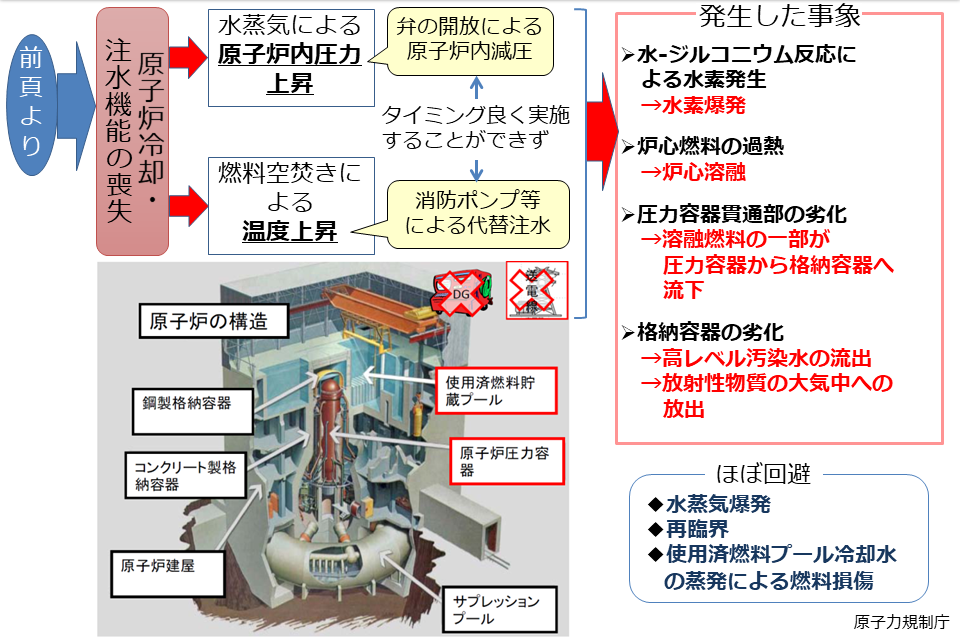 前頁より
原子炉冷却・
注水機能の喪失
水蒸気による
原子炉内圧力
上昇
弁の開放による
原子炉内減圧
タイミング良く実施
することができず
燃料空焚きに
よる
温度上昇
消防ポンプ等
による代替注水
発生した事象
➢水-ジルコニウム反応に
よる水素発生
→水素爆発
➢炉心燃料の過熱
→炉心溶融
➢圧力容器貫通部の劣化
→溶融燃料の一部が
圧力容器から格納容器へ
流下
➢格納容器の劣化
→高レベル汚染水の流出
→放射性物質の大気中への
放出
原子炉の構造
DG
送
電
線
鋼製格納容器
コンクリート製格
納容器
原子炉建屋
使用済燃料貯
蔵プール
原子炉圧力容
器
サプレッション
プール
ほぼ回避
◆水蒸気爆発
◆再臨界
◆使用済燃料プール冷却水
の蒸発による燃料損傷
原子力規制庁